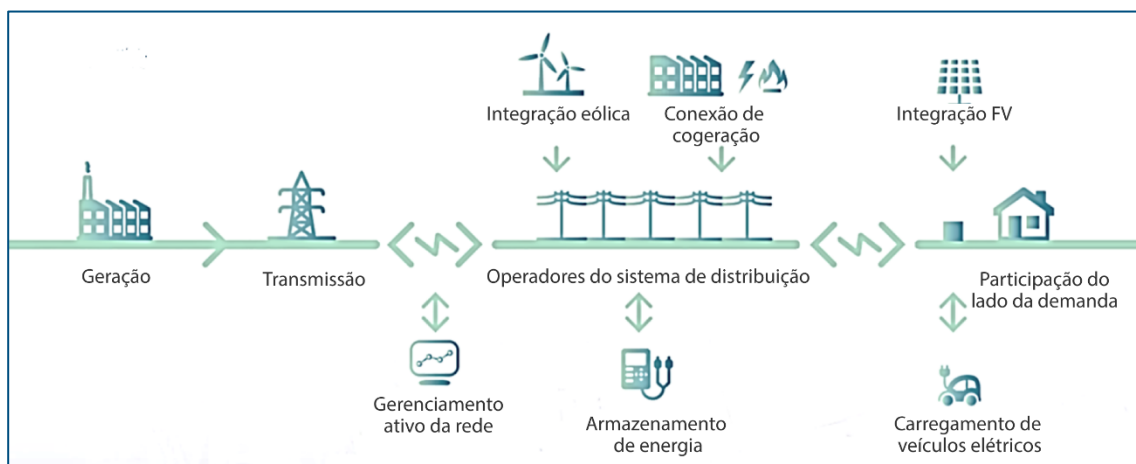 Integração eólica
Conexão de
cogeração
Integração FV
Geração
Transmissão
Operadores do sistema de distribuição
Participação do
lado da demanda
Gerenciamento
ativo da rede
Armazenamento
de energia
Carregamento de
veículos elétricos